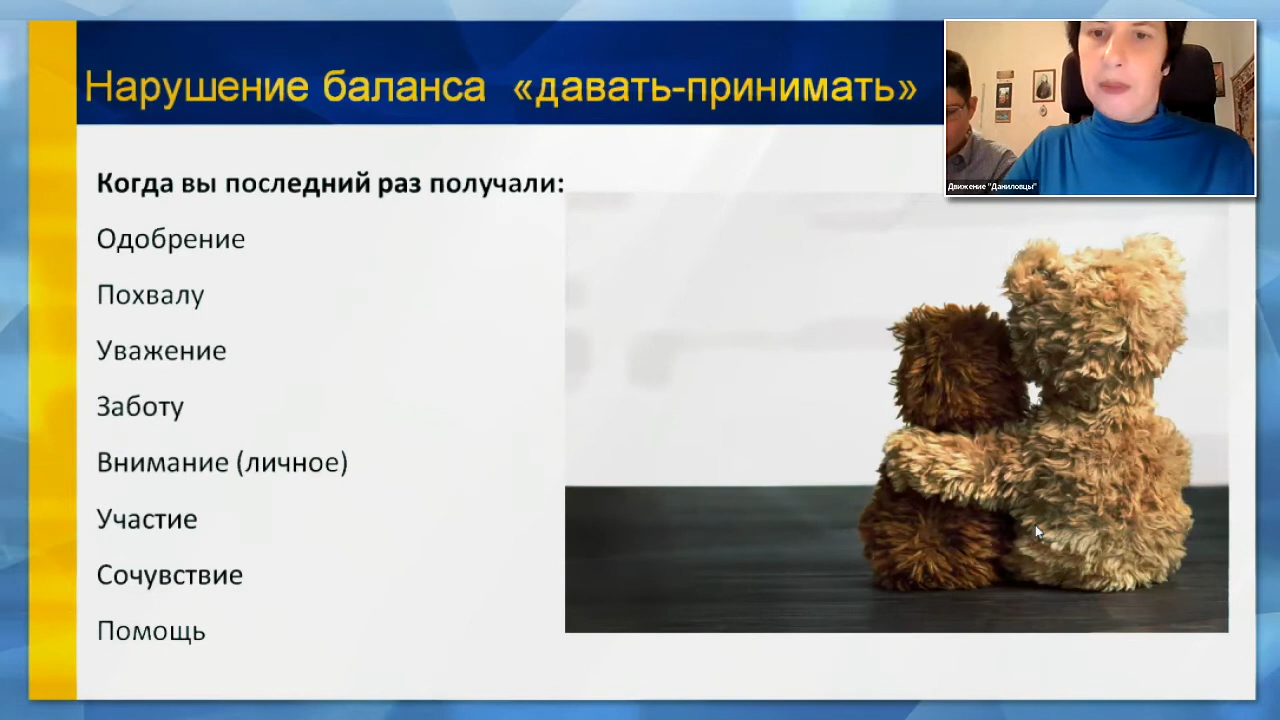 Нарушение баланса «давать-принимать»
Движение "Даниловцы"
Когда вы последний раз получали:
Одобрение
Похвалу
Уважение
Заботу
Внимание (личное)
Участие
Сочувствие
Помощь